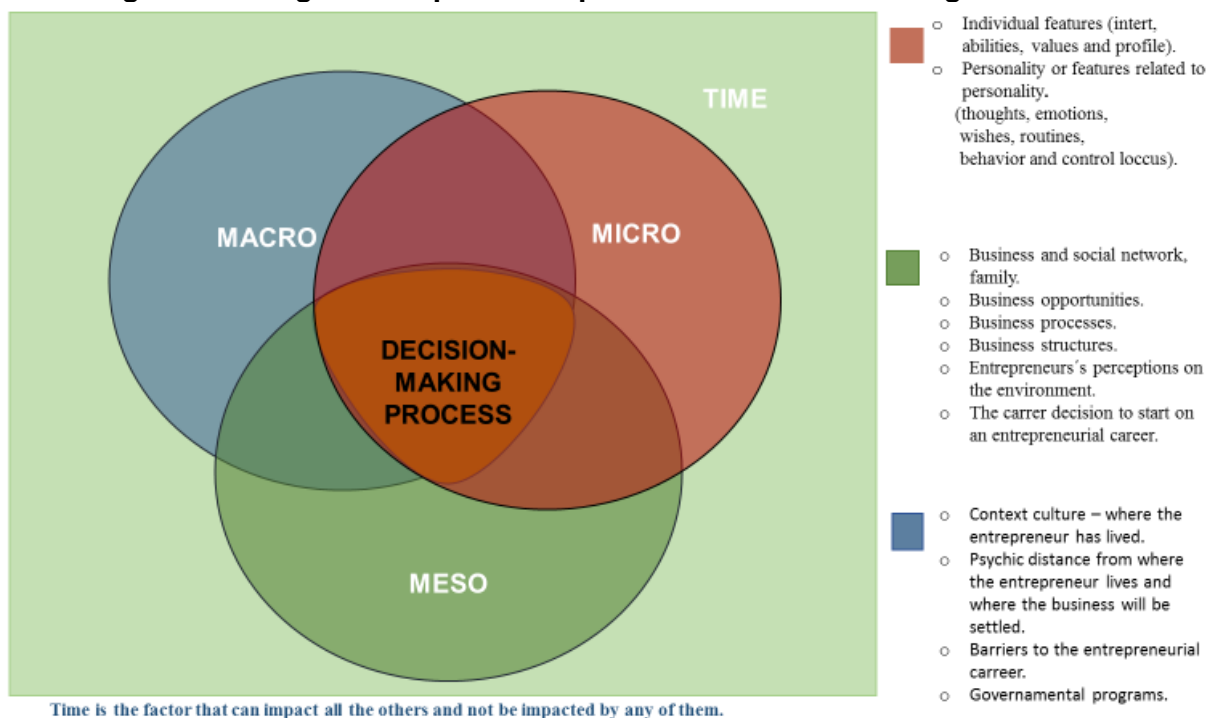 TIME
MACRO
MICRO
DECISION-
MAKING
PROCESS
MESO
Time is the factor that can impact all the others and not be impacted by any of them.
o Individual features (intert,
abilities, values and profile).
o Personality or features related to
personality.
(thoughts, emotions,
wishes, routines,
behavior and control loccus).
o Business and social network,
family.
o Business opportunities.
o Business processes.
o Business structures.
o Entrepreneurs´s perceptions on
the environment.
o The carrer decision to start on
an entrepreneurial career.
o Context culture – where the
entrepreneur has lived.
o Psychic distance from where
the entrepreneur lives and
where the business will be
settled.
o Barriers to the entrepreneurial
carreer.
o Governamental programs.